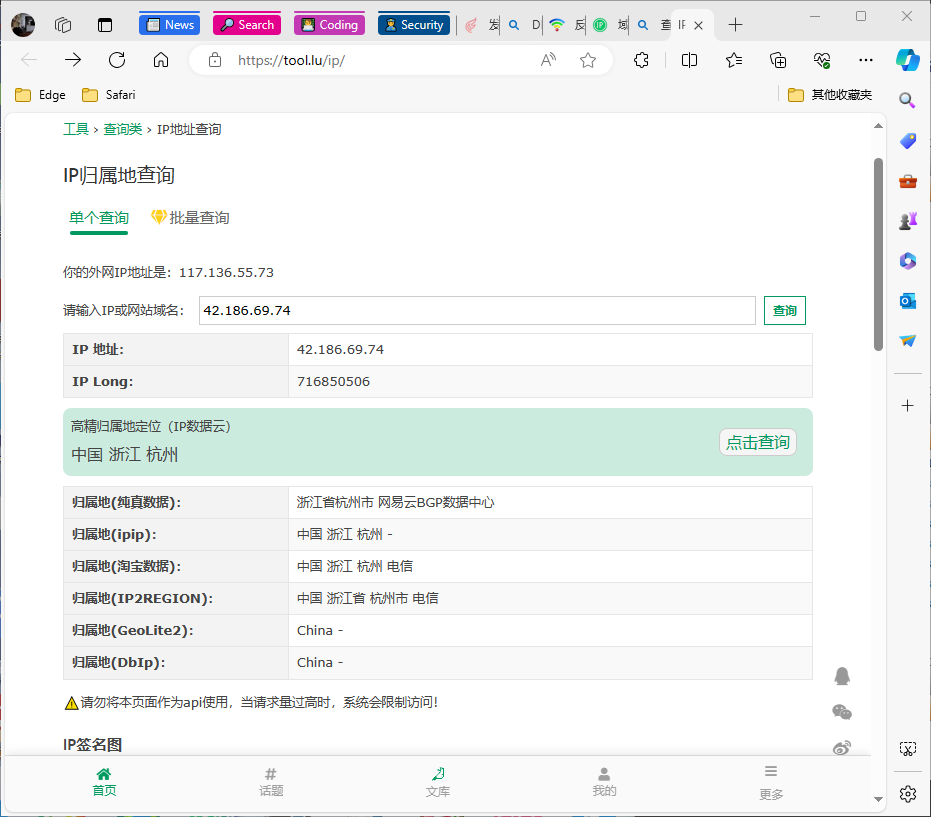 News Search Coding Security 发 D 反 域 查 IF
https://tool.lu/ip/
Edge Safari 其他收藏夹
工具 › 查询类 › IP地址查询
IP归属地查询
单个查询 批量查询
你的外网IP地址是：117.136.55.73
请输入IP或网站域名： 42.186.69.74 查询
IP 地址: 42.186.69.74
IP Long: 716850506
高精归属地定位（IP数据云）
中国 浙江 杭州 点击查询
归属地(纯真数据): 浙江省杭州市 网易云BGP数据中心
归属地(ipip): 中国 浙江 杭州 -
归属地(淘宝数据): 中国 浙江 杭州 电信
归属地(IP2REGION): 中国 浙江省 杭州市 电信
归属地(GeoLite2): China -
归属地(DbIp): China -
请勿将本页面作为api使用，当请求量过高时，系统会限制访问！
IP签名图
首页 话题 文库 我的 更多